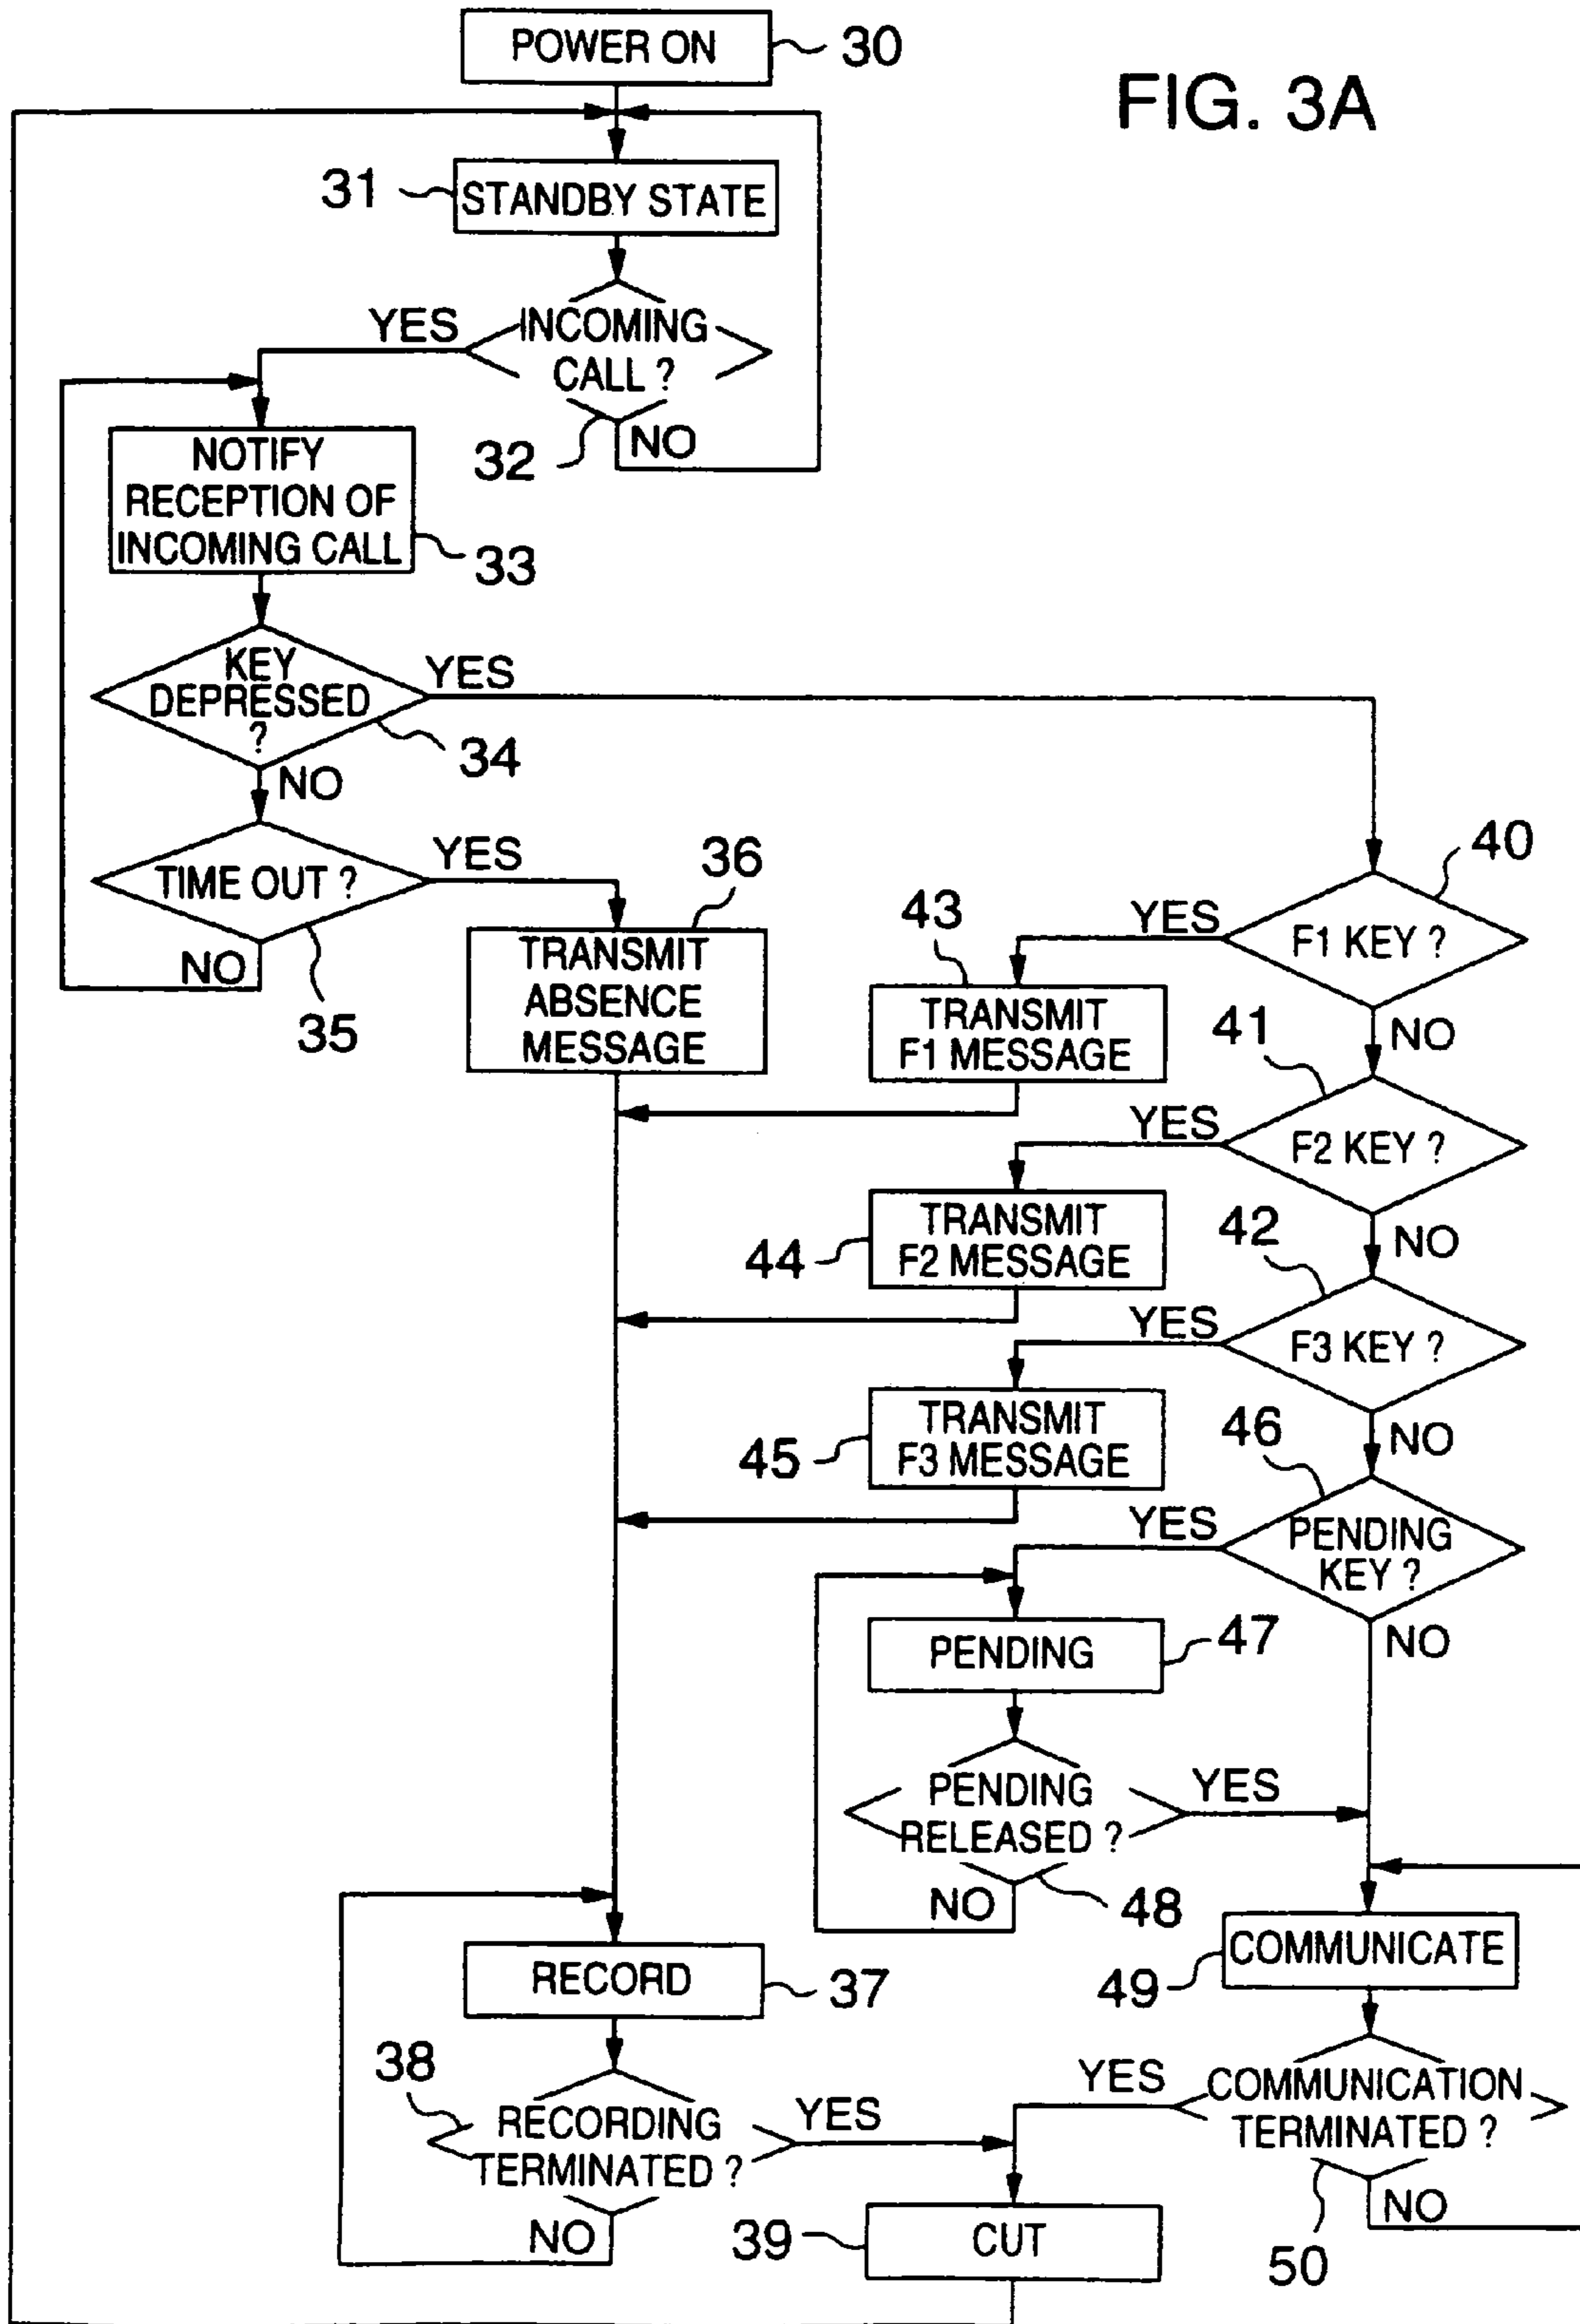 POWER ON
30
FIG. 3A
31
STANDBY STATE
YES
INCOMING
CALL ?
32
NO
NOTIFY
RECEPTION OF
INCOMING CALL
33
KEY
DEPRESSED
?
YES
34
NO
TIME OUT ?
YES
NO
35
36
TRANSMIT
ABSENCE
MESSAGE
40
F1 KEY ?
YES
NO
43
TRANSMIT
F1 MESSAGE
41
F2 KEY ?
YES
NO
44
TRANSMIT
F2 MESSAGE
42
F3 KEY ?
YES
NO
45
TRANSMIT
F3 MESSAGE
46
PENDING
KEY ?
YES
NO
PENDING
47
PENDING
RELEASED ?
YES
NO
48
COMMUNICATE
49
RECORD
37
38
RECORDING
TERMINATED ?
YES
NO
YES
COMMUNICATION
TERMINATED ?
NO
50
39
CUT